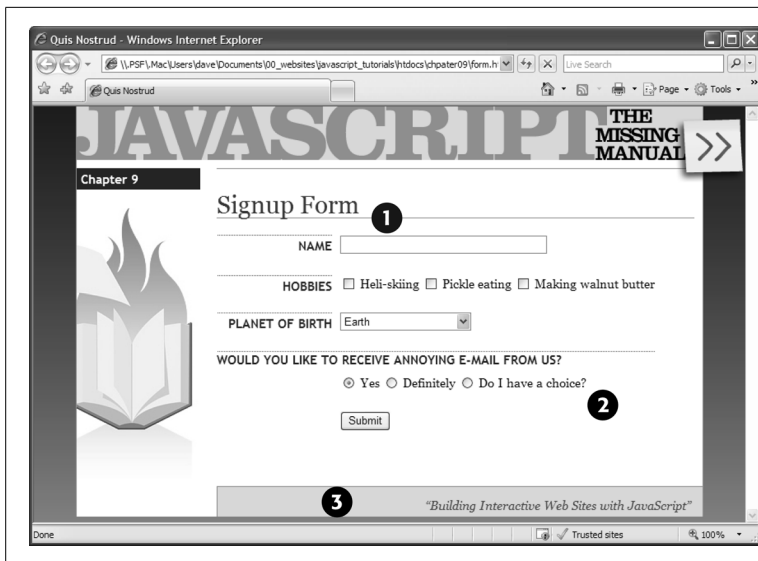 Quis Nostrud - Windows Internet Explorer
\\.PSF\.Mac\Users\dave\Documents\00_websites\javascript_tutorials\htdocs\chpater09\form.h Live Search
Quis Nostrud Page Tools »
JAVASCRIPT THE
MISSING
MANUAL
>>
Chapter 9
Signup Form
1
NAME
HOBBIES Heli-skiing Pickle eating Making walnut butter
PLANET OF BIRTH Earth
WOULD YOU LIKE TO RECEIVE ANNOYING E-MAIL FROM US?
Yes Definitely Do I have a choice?
2
Submit
3
“Building Interactive Web Sites with JavaScript”
Done Trusted sites 100%